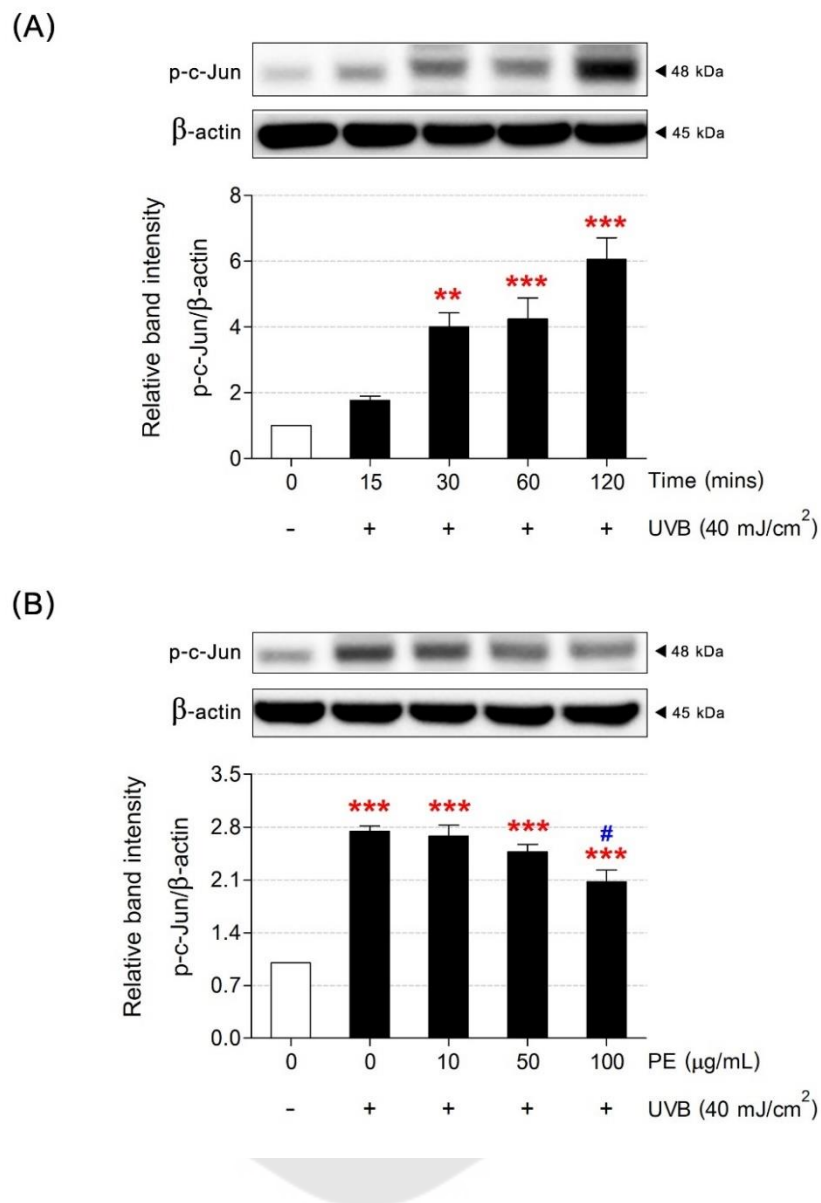 (A)
p-c-Jun ◄ 48 kDa
β-actin ◄ 45 kDa
Relative band intensity
p-c-Jun/β-actin
8
6
4
2
0
** *** ***
0 15 30 60 120 Time (mins)
- + + + + UVB (40 mJ/cm²)
(B)
p-c-Jun ◄ 48 kDa
β-actin ◄ 45 kDa
Relative band intensity
p-c-Jun/β-actin
3.5
2.8
2.1
1.4
0.7
0.0
#
*** *** *** ***
0 0 10 50 100 PE (μg/mL)
- + + + + UVB (40 mJ/cm²)